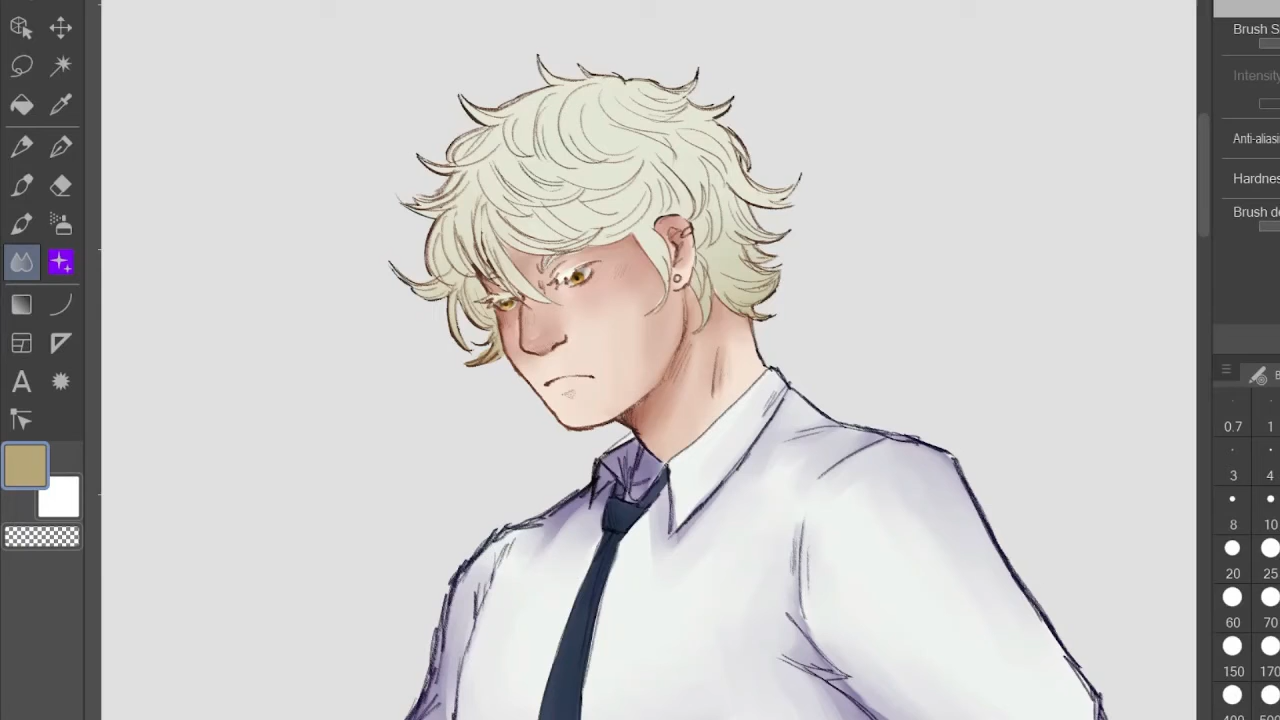 Brush S
Intensity
Anti-aliasi
Hardnes
Brush de
A
B
0.7 1
3 4
8 10
20 25
60 70
150 170